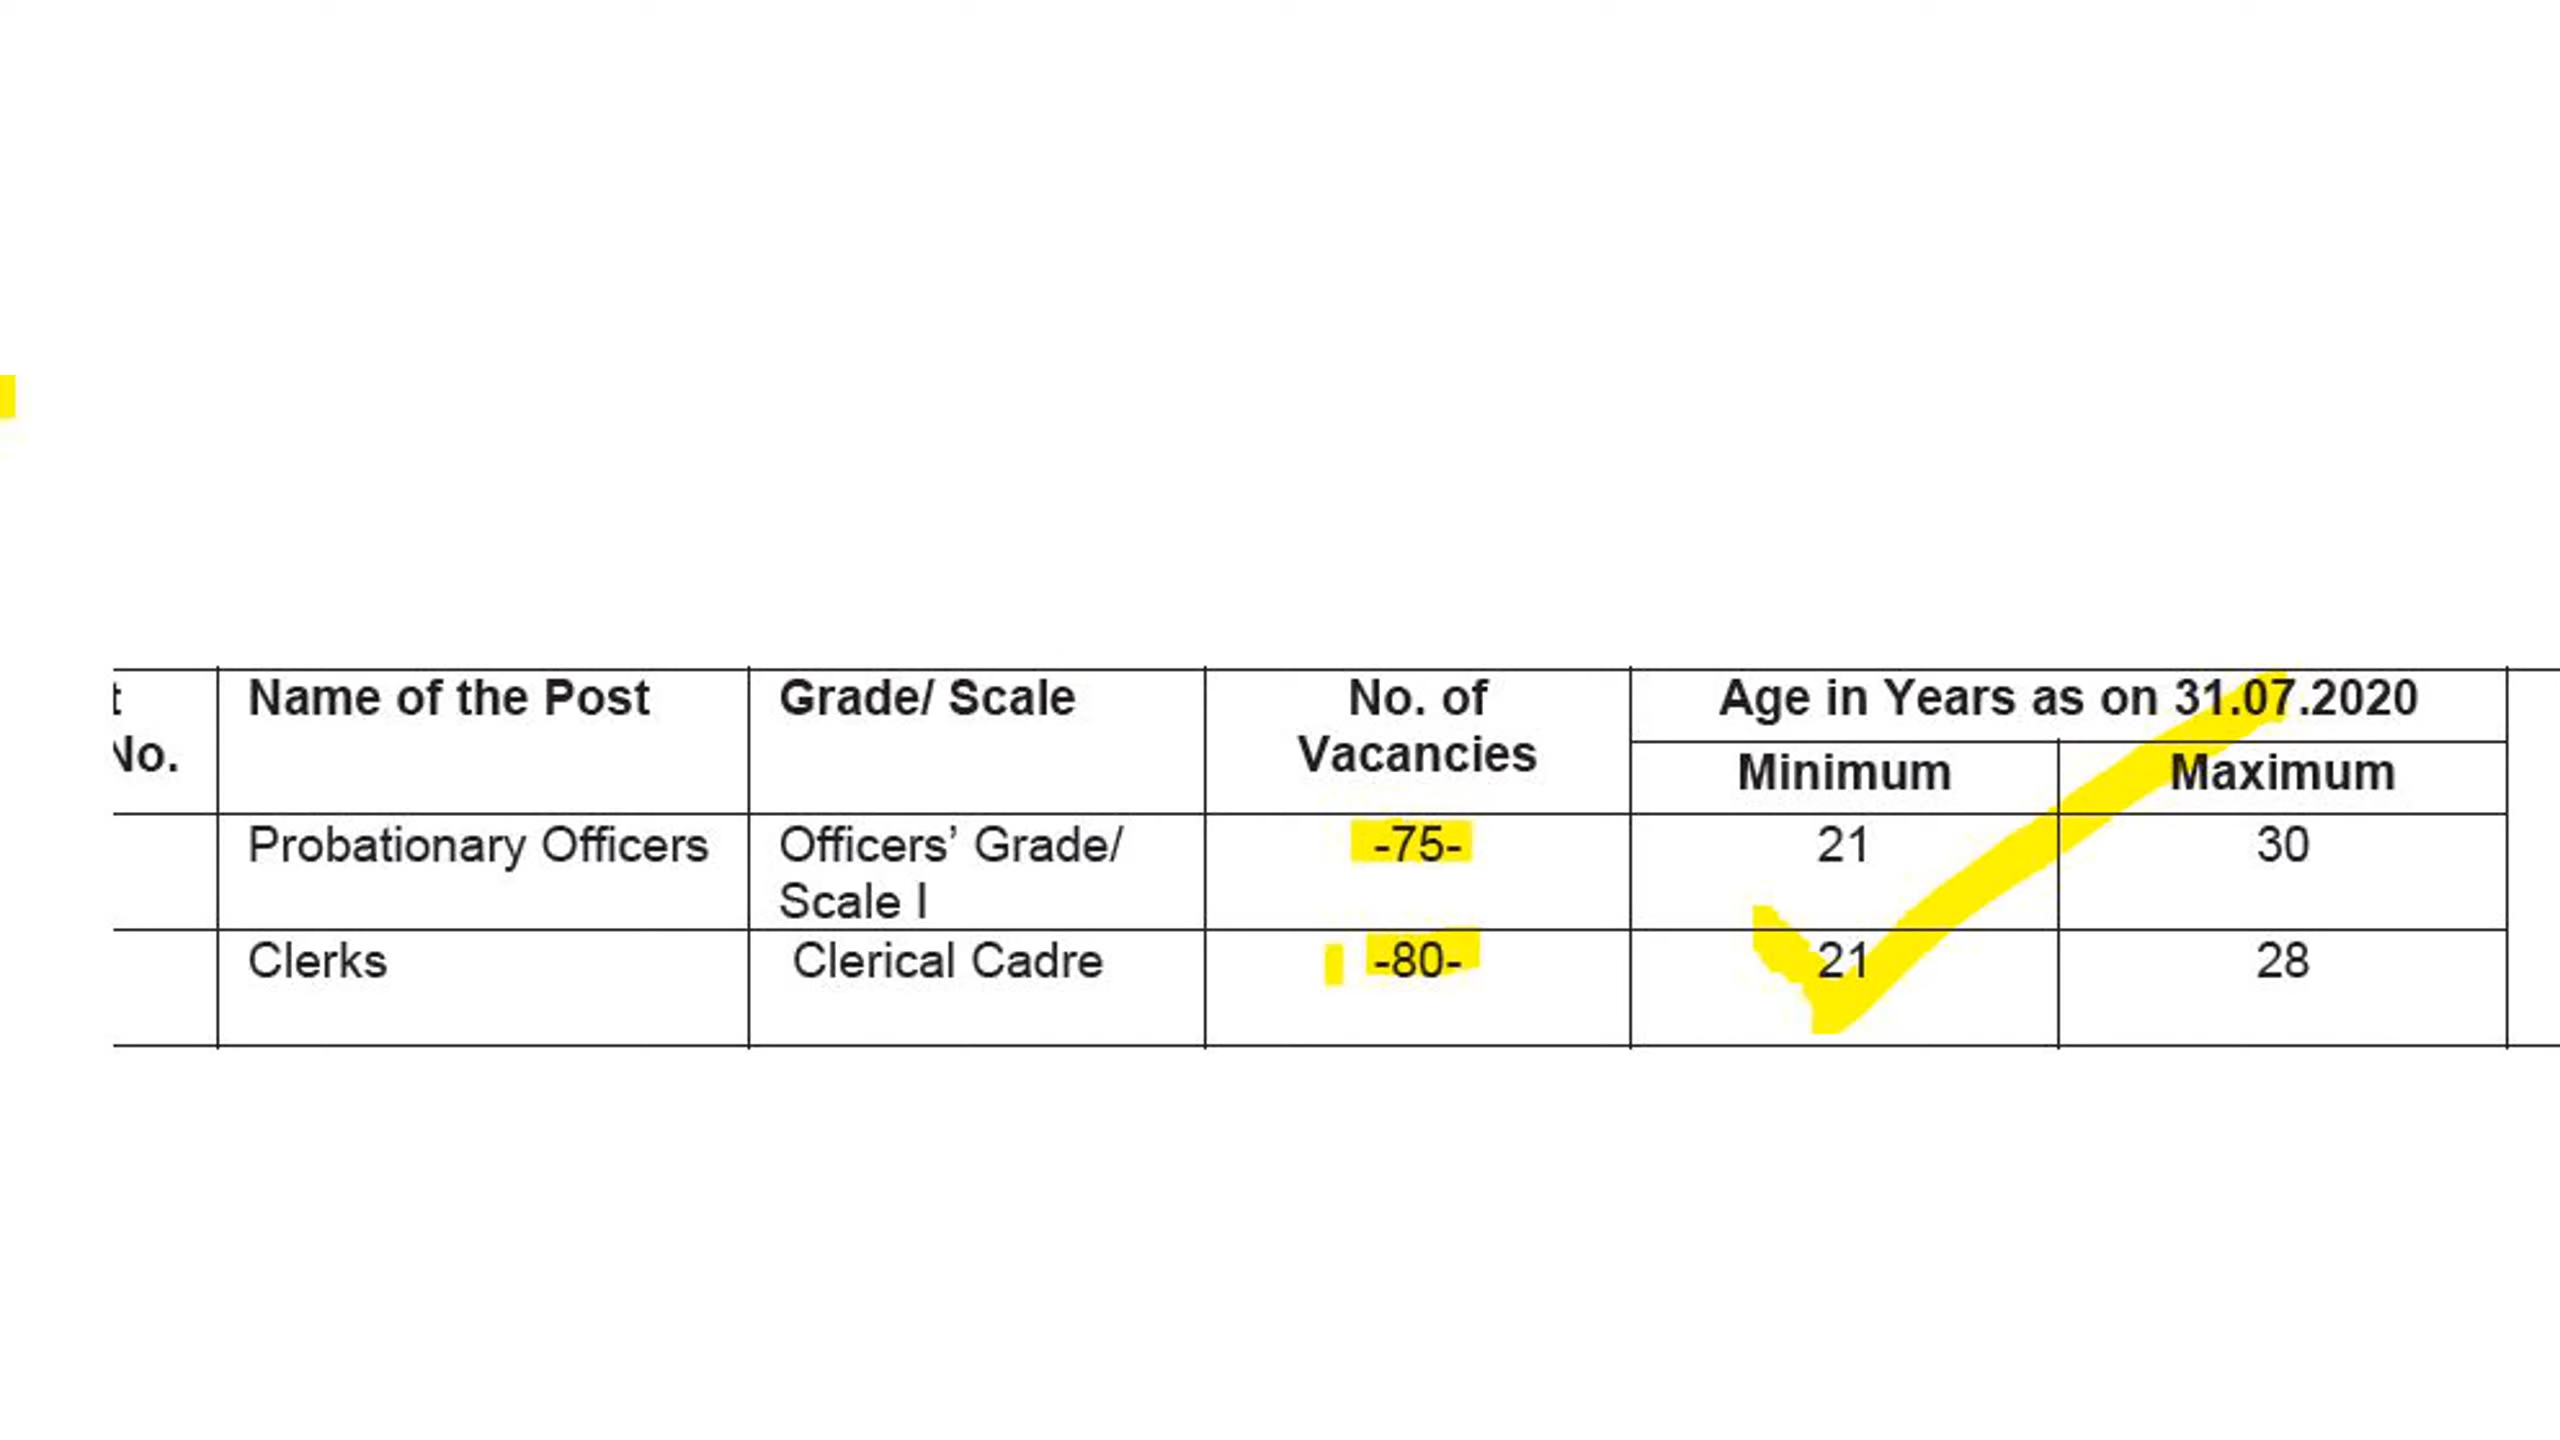 t Name of the Post Grade/ Scale No. of Age in Years as on 31.07.2020
No. Vacancies Minimum Maximum
Probationary Officers Officers’ Grade/ -75- 21 30
Scale I
Clerks Clerical Cadre -80- 21 28